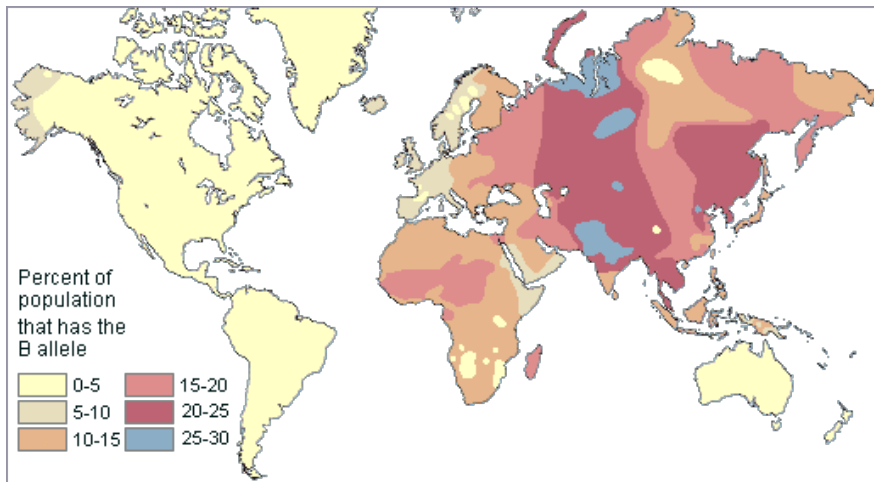 Percent of
population
that has the
B allele
0-5
15-20
5-10
20-25
10-15
25-30